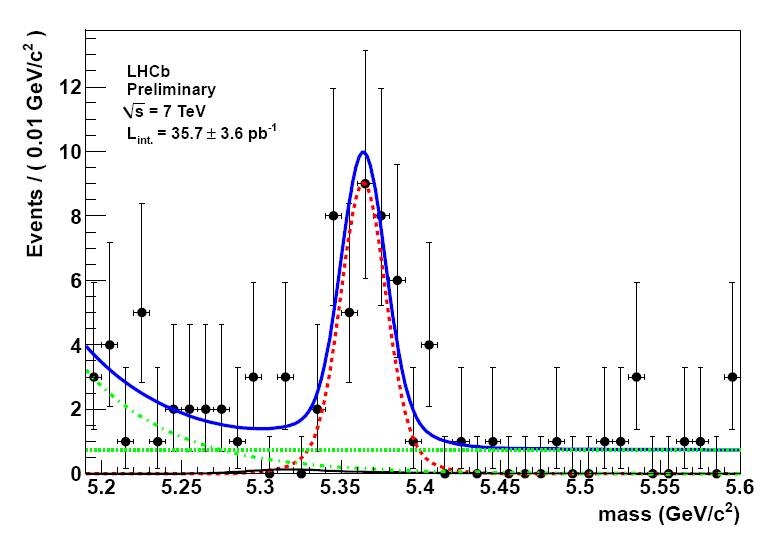 Events / ( 0.01 GeV/c² )
LHCb
Preliminary
√s = 7 TeV
L_int. = 35.7 ± 3.6 pb⁻¹
12
10
8
6
4
2
0
5.2 5.25 5.3 5.35 5.4 5.45 5.5 5.55 5.6
mass (GeV/c²)